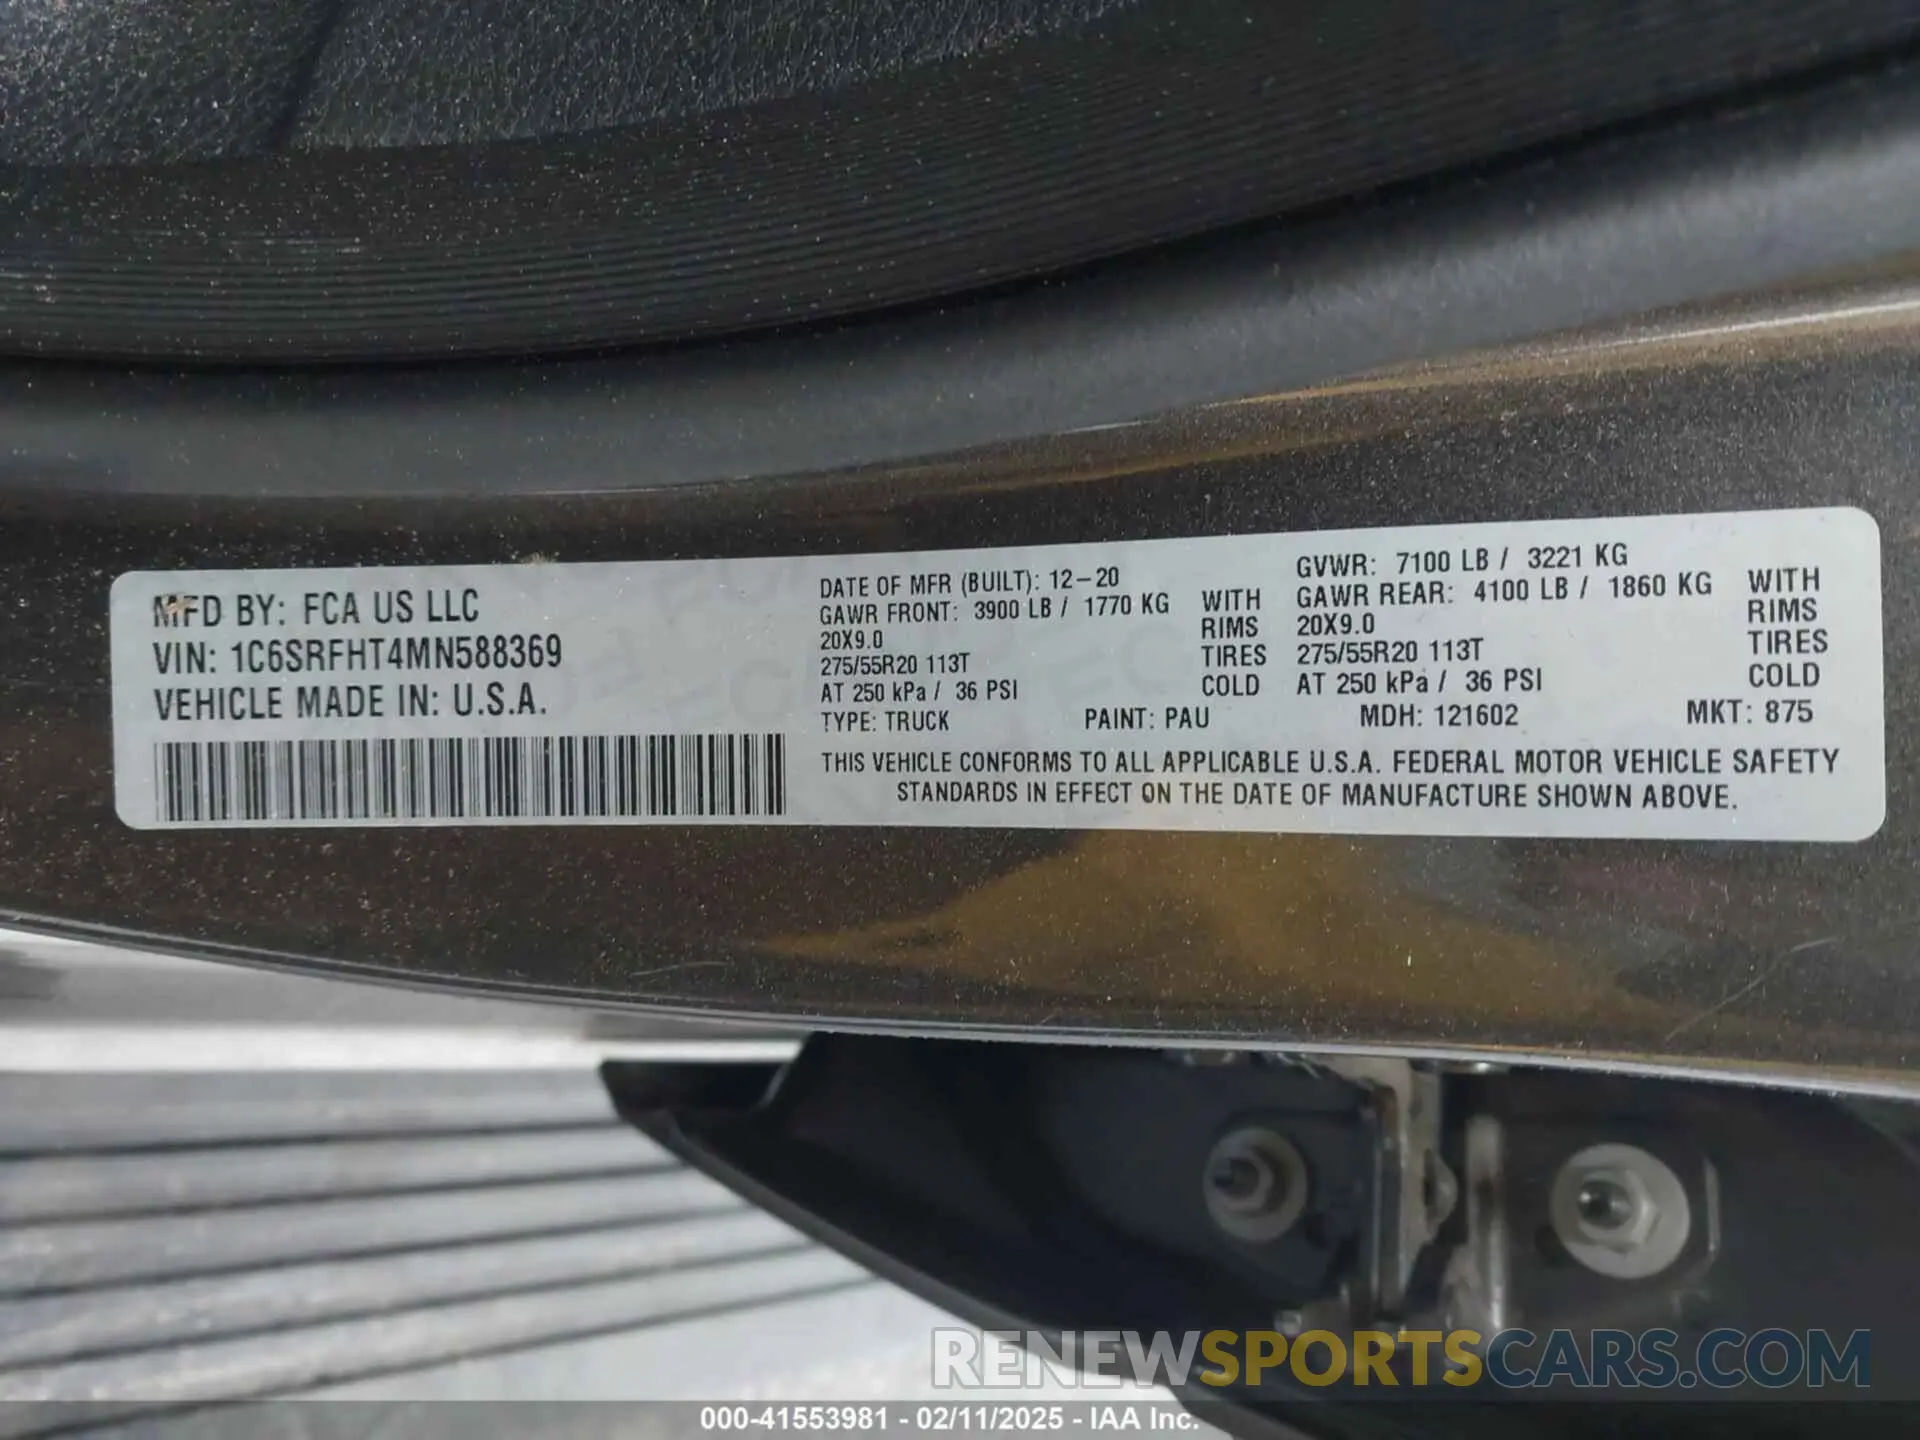 MFD BY: FCA US LLC
VIN: 1C6SRFHT4MN588369
VEHICLE MADE IN: U.S.A.
DATE OF MFR (BUILT): 12-20
GAWR FRONT: 3900 LB / 1770 KG WITH
20X9.0 RIMS
275/55R20 113T TIRES
AT 250 kPa / 36 PSI COLD
GVWR: 7100 LB / 3221 KG
GAWR REAR: 4100 LB / 1860 KG WITH
20X9.0 RIMS
275/55R20 113T TIRES
AT 250 kPa / 36 PSI COLD
TYPE: TRUCK PAINT: PAU MDH: 121602 MKT: 875
THIS VEHICLE CONFORMS TO ALL APPLICABLE U.S.A. FEDERAL MOTOR VEHICLE SAFETY
STANDARDS IN EFFECT ON THE DATE OF MANUFACTURE SHOWN ABOVE.
RENEWSPORTSCARS.COM
000-41553981 - 02/11/2025 - IAA Inc.